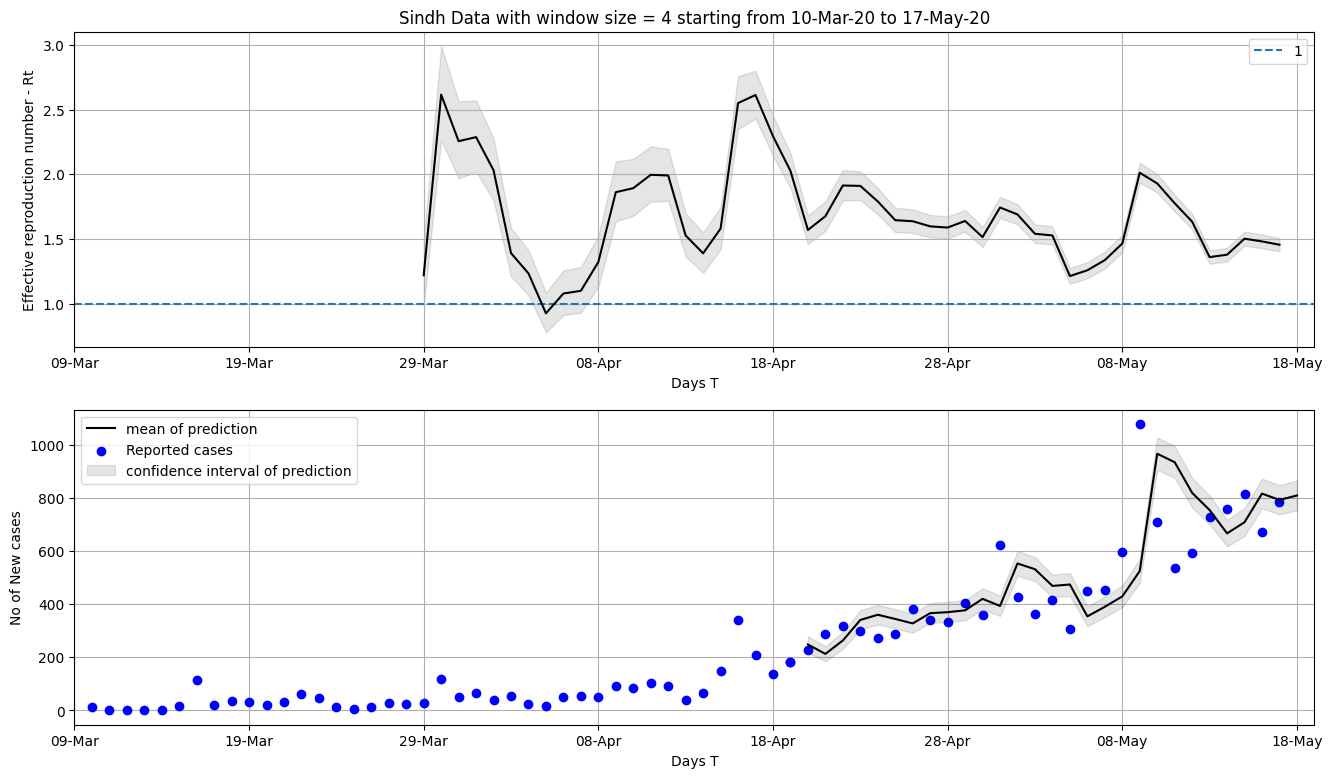 Sindh Data with window size = 4 starting from 10-Mar-20 to 17-May-20
Effective reproduction number - Rt
3.0
2.5
2.0
1.5
1.0
1
09-Mar 19-Mar 29-Mar 08-Apr 18-Apr 28-Apr 08-May 18-May
Days T
No of New cases
1000
800
600
400
200
0
mean of prediction
Reported cases
confidence interval of prediction
09-Mar 19-Mar 29-Mar 08-Apr 18-Apr 28-Apr 08-May 18-May
Days T